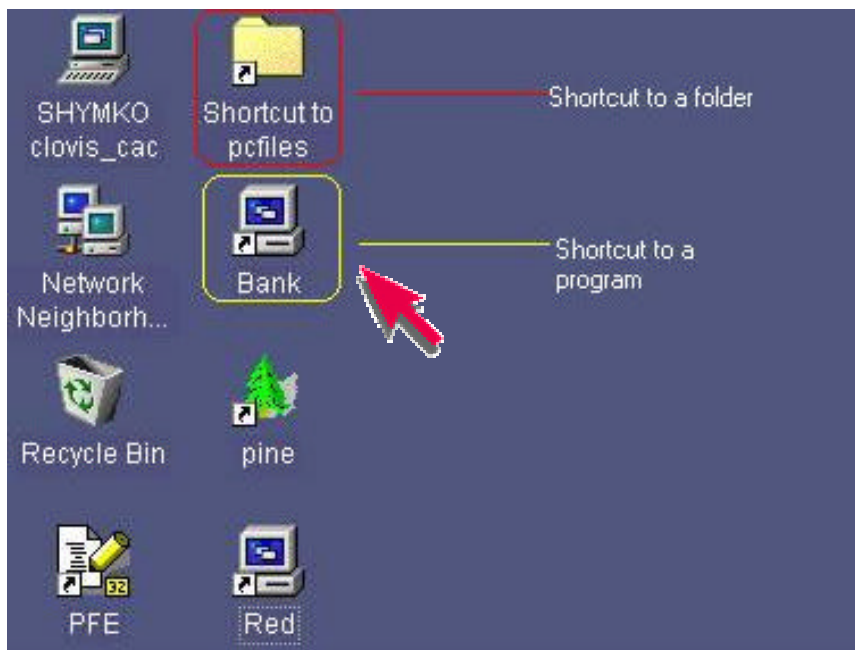 SHYMKO
clovis_cac
Shortcut to
pcfiles
Shortcut to a folder
Network
Neighborh...
Bank
Shortcut to a
program
Recycle Bin
pine
32
PFE
Red